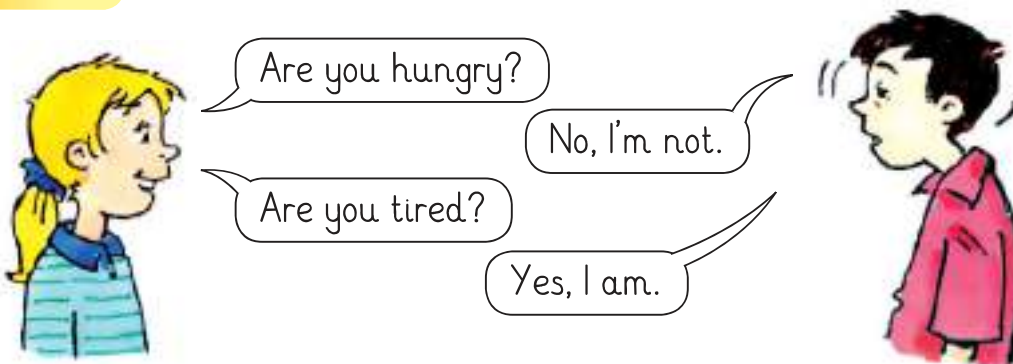 Are you hungry?
No, I'm not.
Are you tired?
Yes, I am.